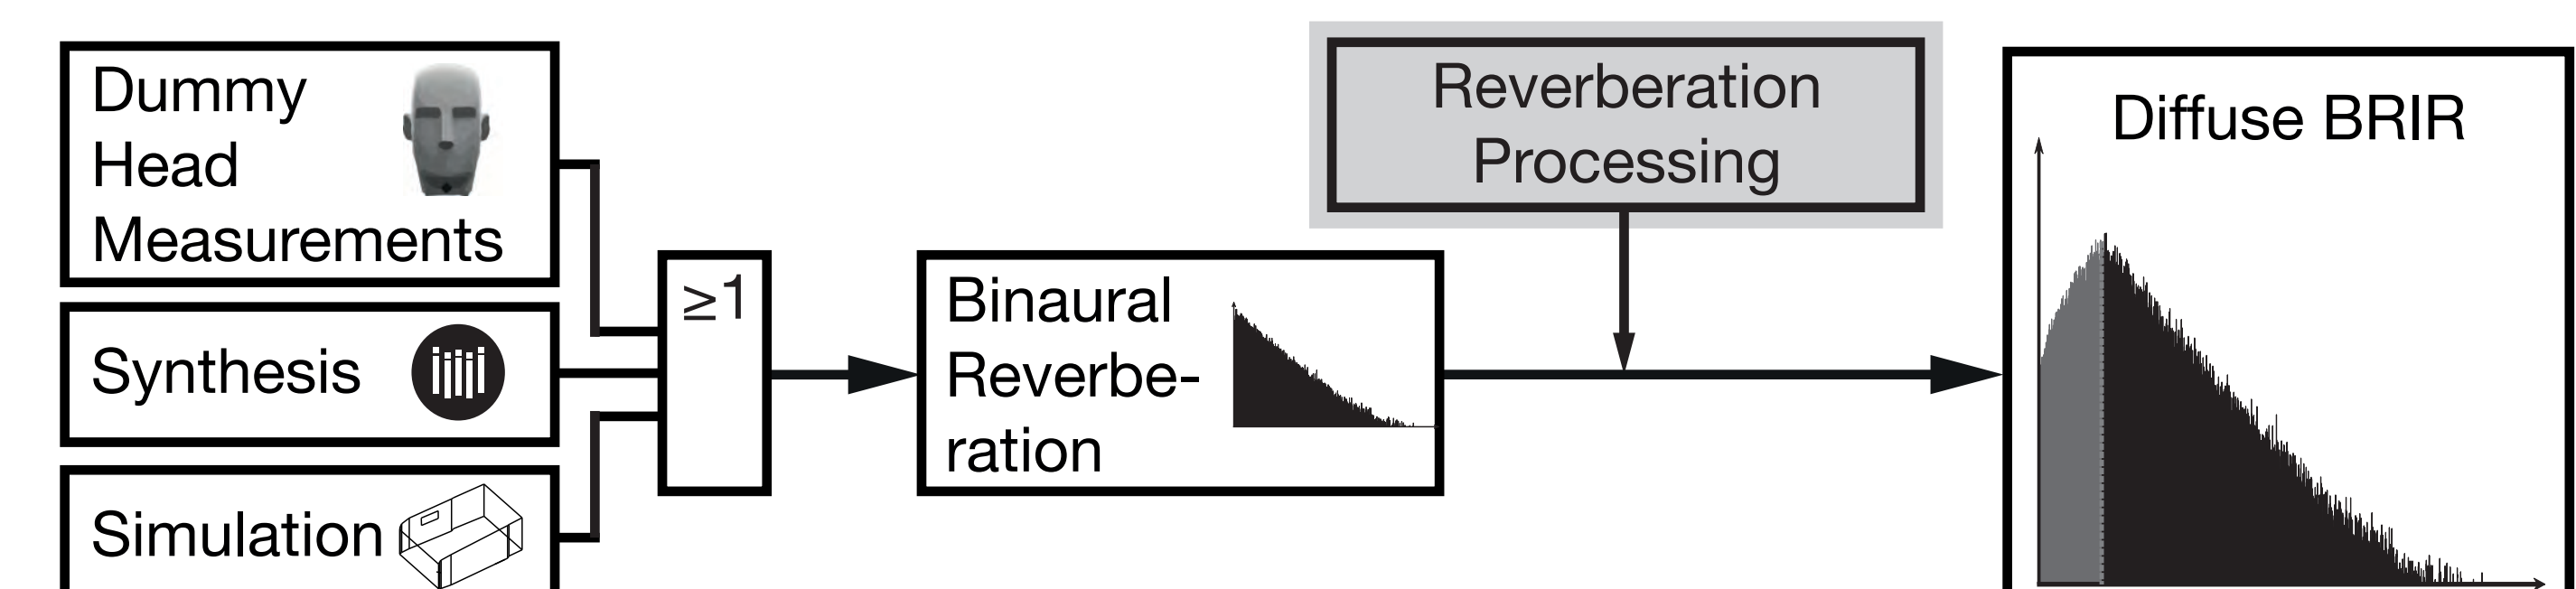 Dummy
Head
Measurements
Synthesis
Simulation
≥1
Binaural
Reverbe-
ration
Reverberation
Processing
Diffuse BRIR